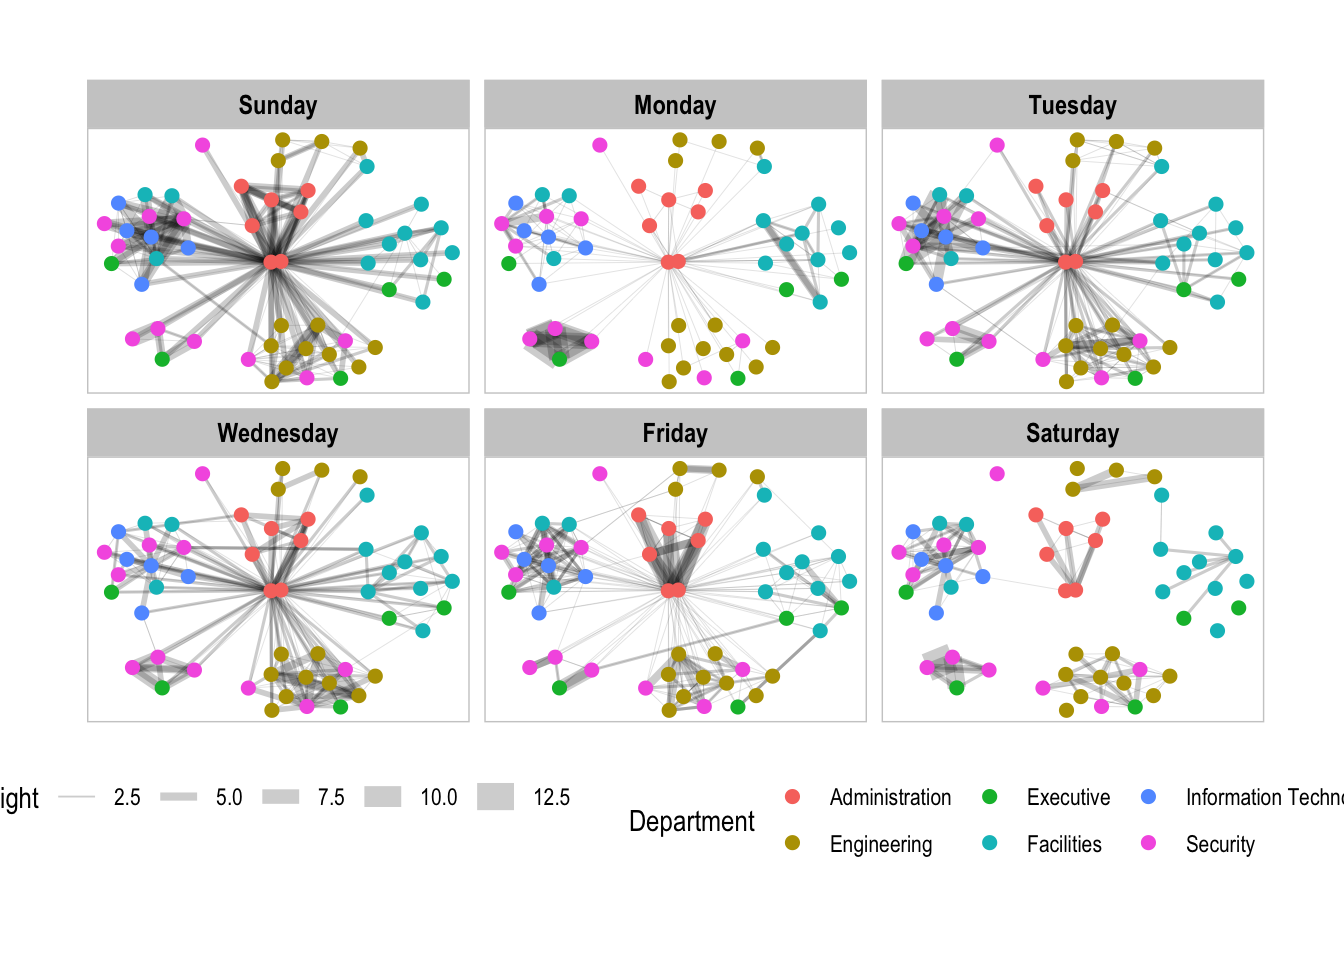 Sunday Monday Tuesday
Wednesday Friday Saturday
ight 2.5 5.0 7.5 10.0 12.5
Department
Administration Executive Information Techno
Engineering Facilities Security